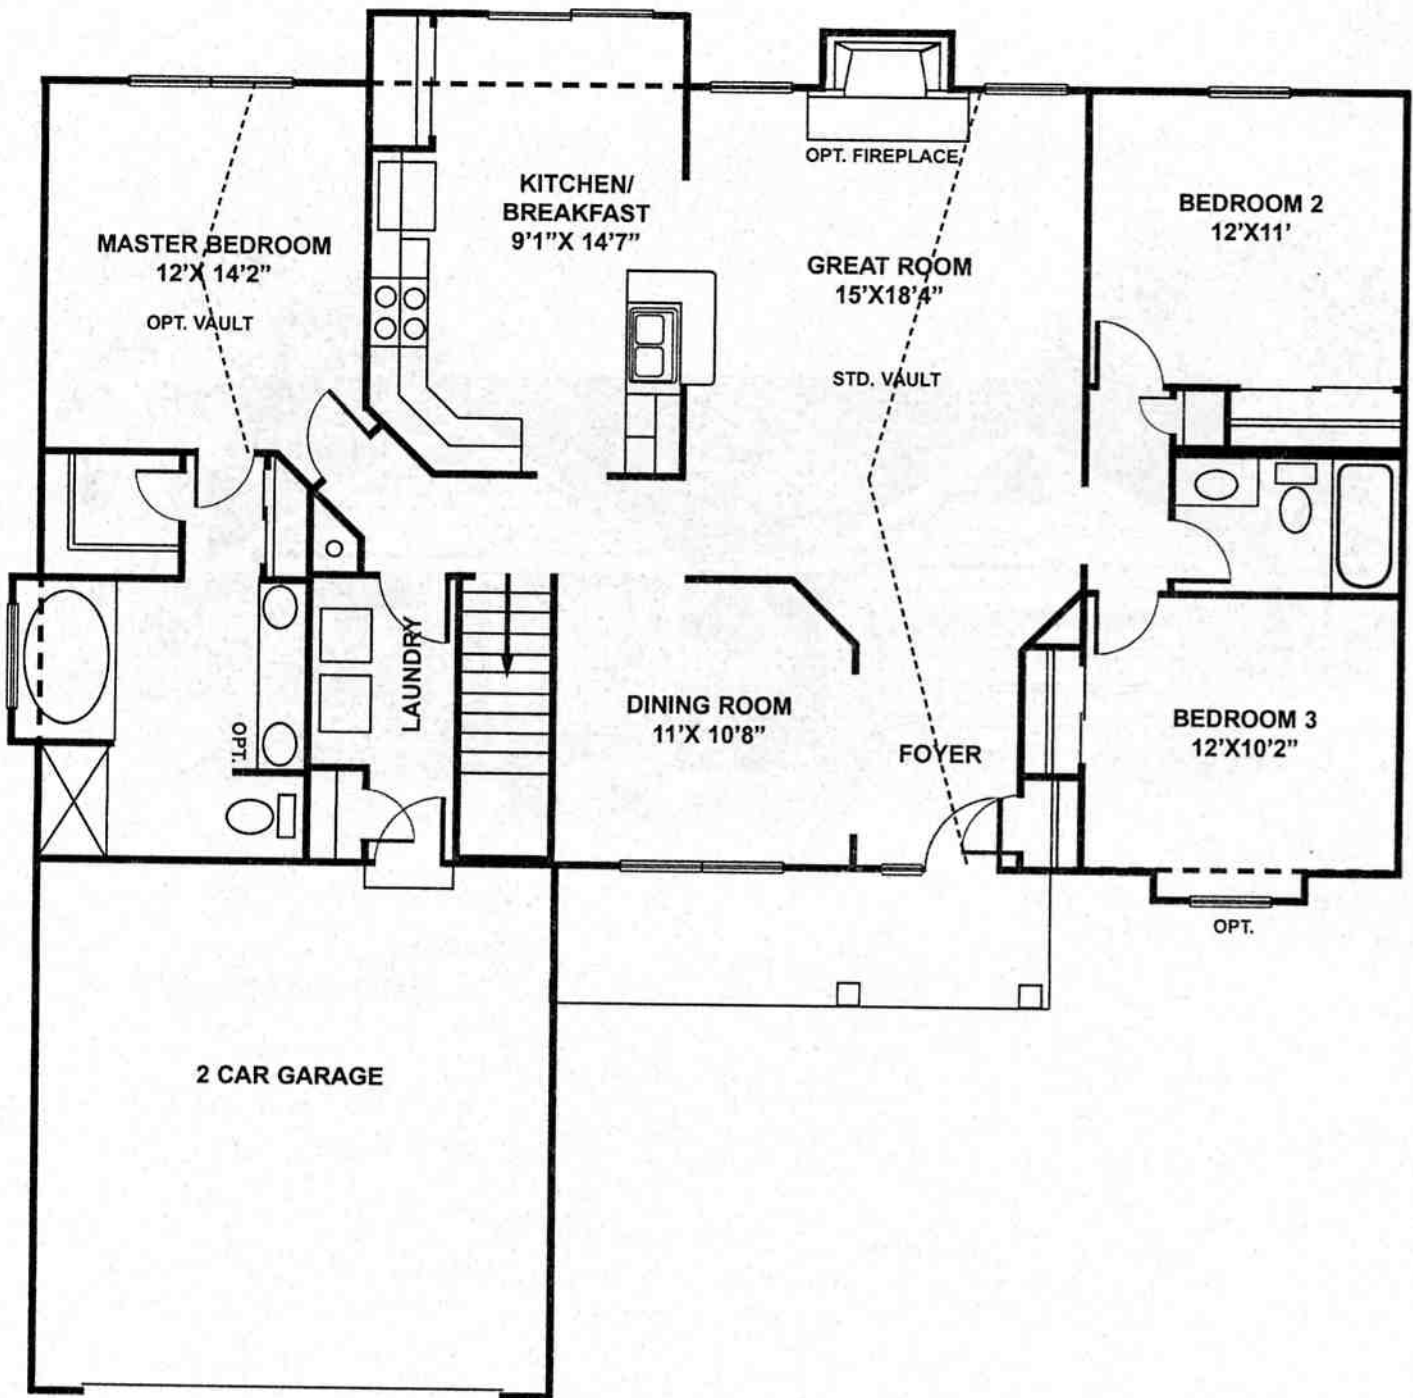 OPT. FIREPLACE
KITCHEN/
BREAKFAST
9'1"X 14'7"
BEDROOM 2
12'X11'
MASTER BEDROOM
12'X 14'2"
OPT. VAULT
GREAT ROOM
15'X18'4"
STD. VAULT
LAUNDRY
OPT.
DINING ROOM
11'X 10'8"
FOYER
BEDROOM 3
12'X10'2"
OPT.
2 CAR GARAGE